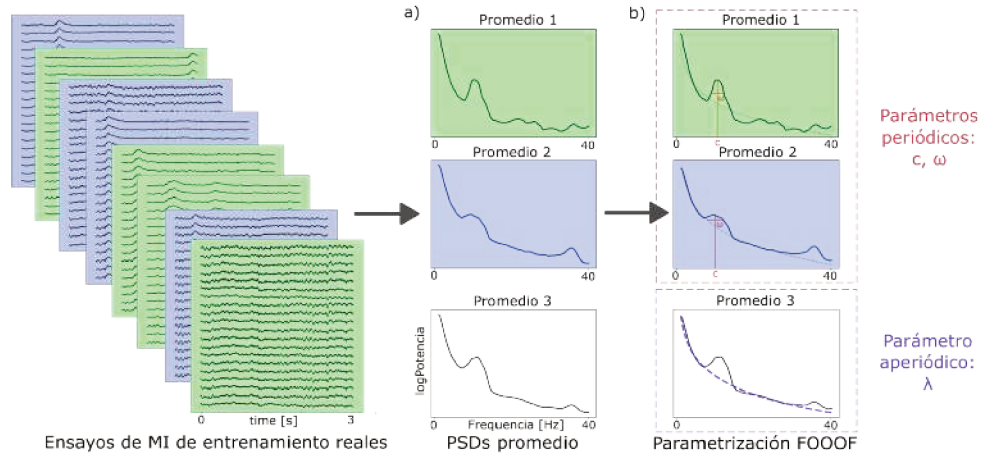 a)
b)
Promedio 1
Promedio 1
0
40
0
40
c
ω
Parámetros
periódicos:
c, ω
Promedio 2
Promedio 2
0
40
0
40
c
ω
Promedio 3
Promedio 3
logPotencia
0
Frequencia [Hz]
40
0
40
Parámetro
aperiódico:
λ
0
time [s]
3
Ensayos de MI de entrenamiento reales
PSDs promedio
Parametrización FOOOF